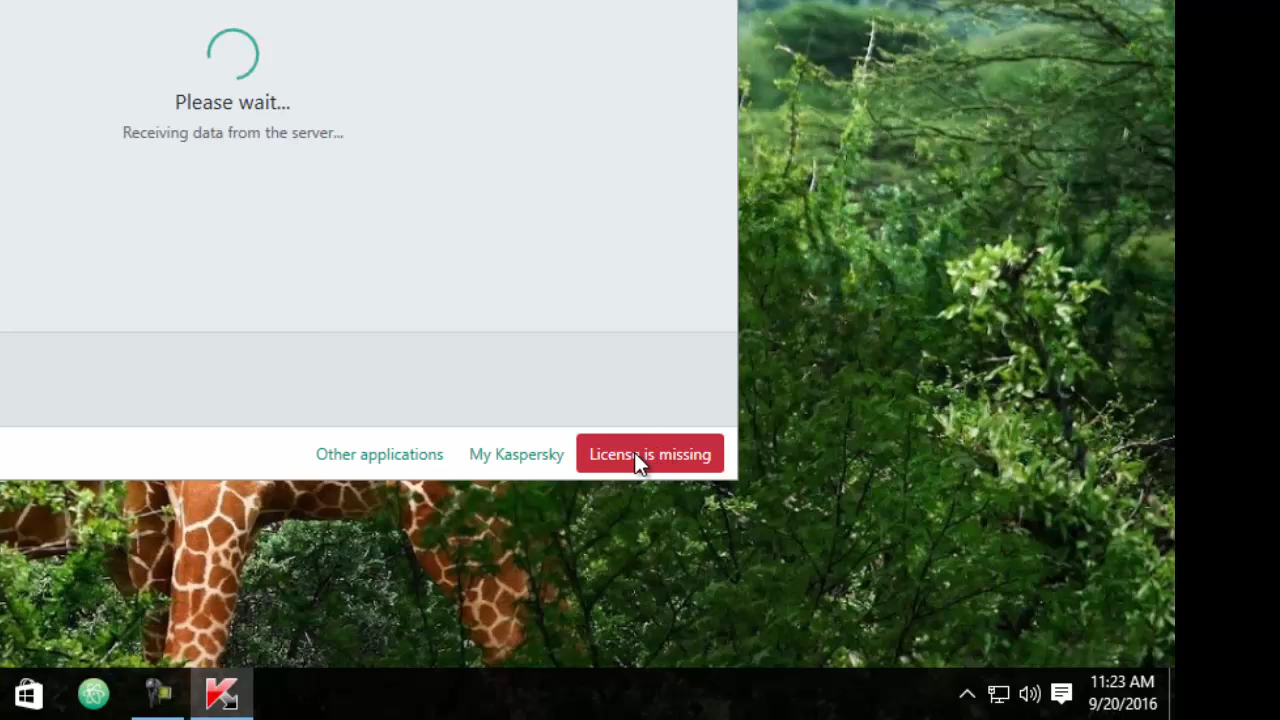 Please wait...
Receiving data from the server...
Other applications
My Kaspersky
License is missing
11:23 AM
9/20/2016